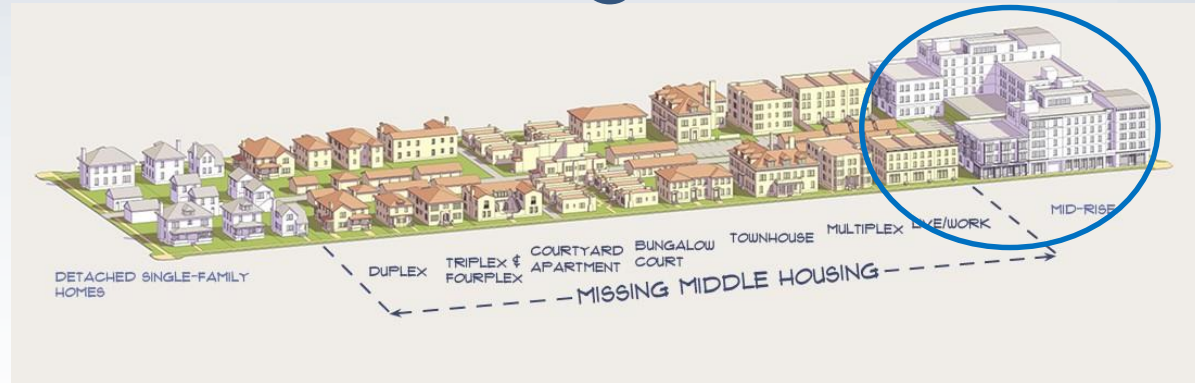 DETACHED SINGLE-FAMILY
HOMES
DUPLEX
TRIPLEX &
FOURPLEX
COURTYARD
APARTMENT
BUNGALOW
COURT
TOWNHOUSE
MULTIPLEX
LIVE/WORK
MID-RISE
MISSING MIDDLE HOUSING